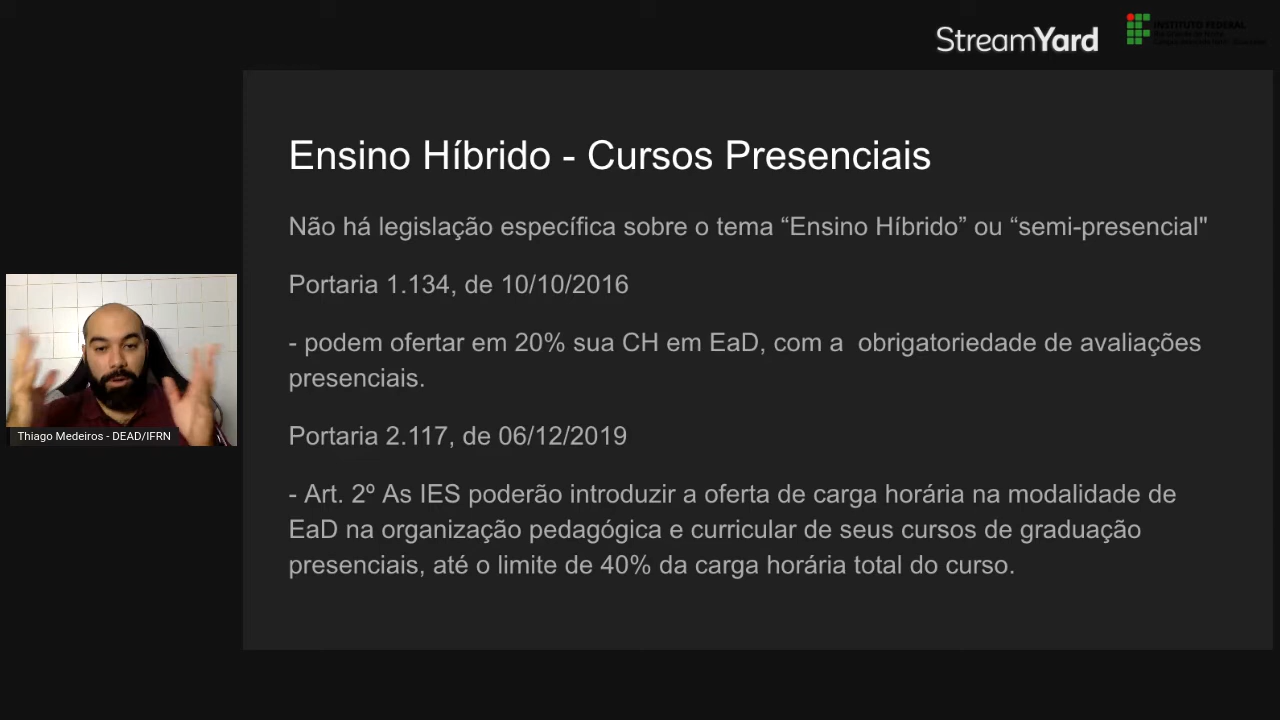 StreamYard
INSTITUTO FEDERAL
Ensino Híbrido - Cursos Presenciais
Não há legislação específica sobre o tema “Ensino Híbrido” ou “semi-presencial"
Portaria 1.134, de 10/10/2016
- podem ofertar em 20% sua CH em EaD, com a  obrigatoriedade de avaliações
presenciais.
Portaria 2.117, de 06/12/2019
- Art. 2º As IES poderão introduzir a oferta de carga horária na modalidade de
EaD na organização pedagógica e curricular de seus cursos de graduação
presenciais, até o limite de 40% da carga horária total do curso.
Thiago Medeiros - DEAD/IFRN